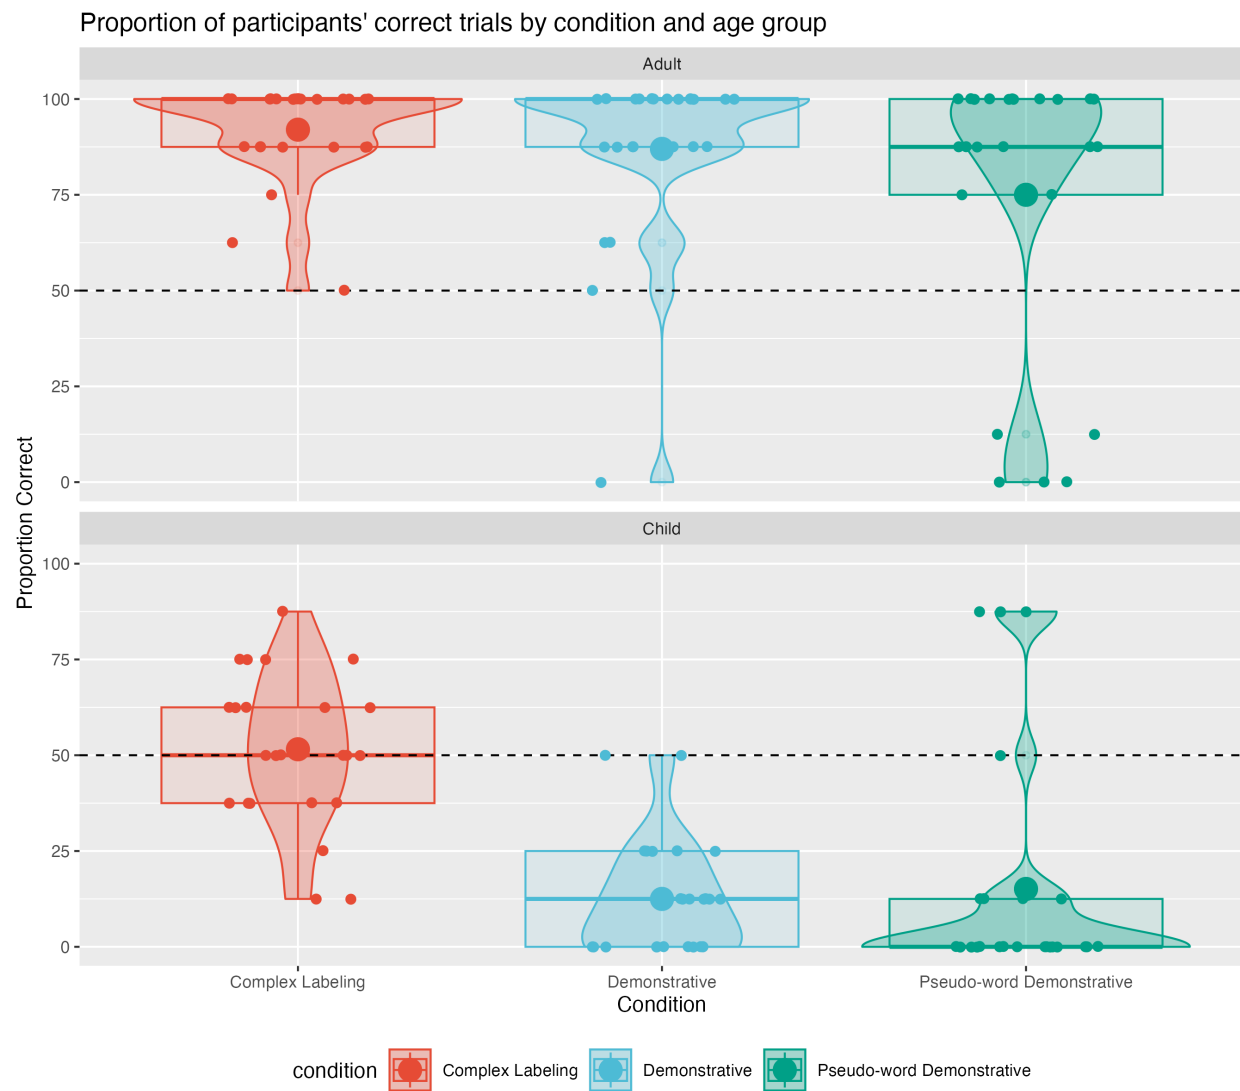 Proportion of participants' correct trials by condition and age group
Adult
100
75
50
25
0
Child
100
75
50
25
0
Proportion Correct
Complex Labeling
Demonstrative
Pseudo-word Demonstrative
Condition
condition
Complex Labeling
Demonstrative
Pseudo-word Demonstrative